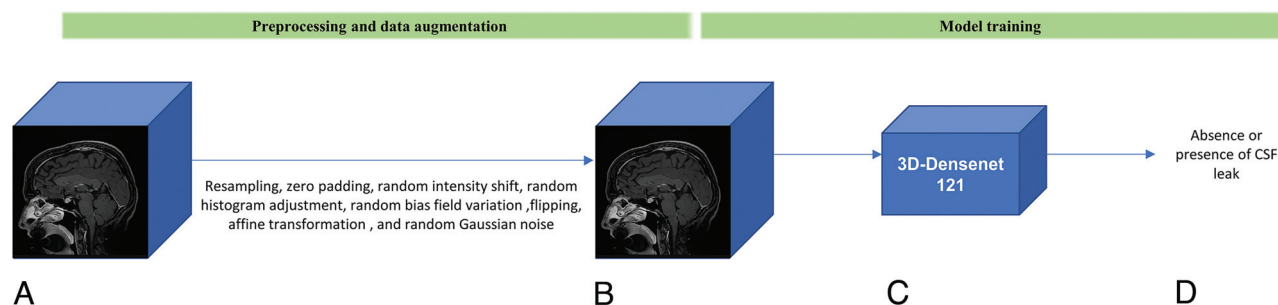 Preprocessing and data augmentation
Model training
Resampling, zero padding, random intensity shift, random
histogram adjustment, random bias field variation ,flipping,
affine transformation , and random Gaussian noise
3D-Densenet
121
Absence or
presence of CSF
leak
A
B
C
D